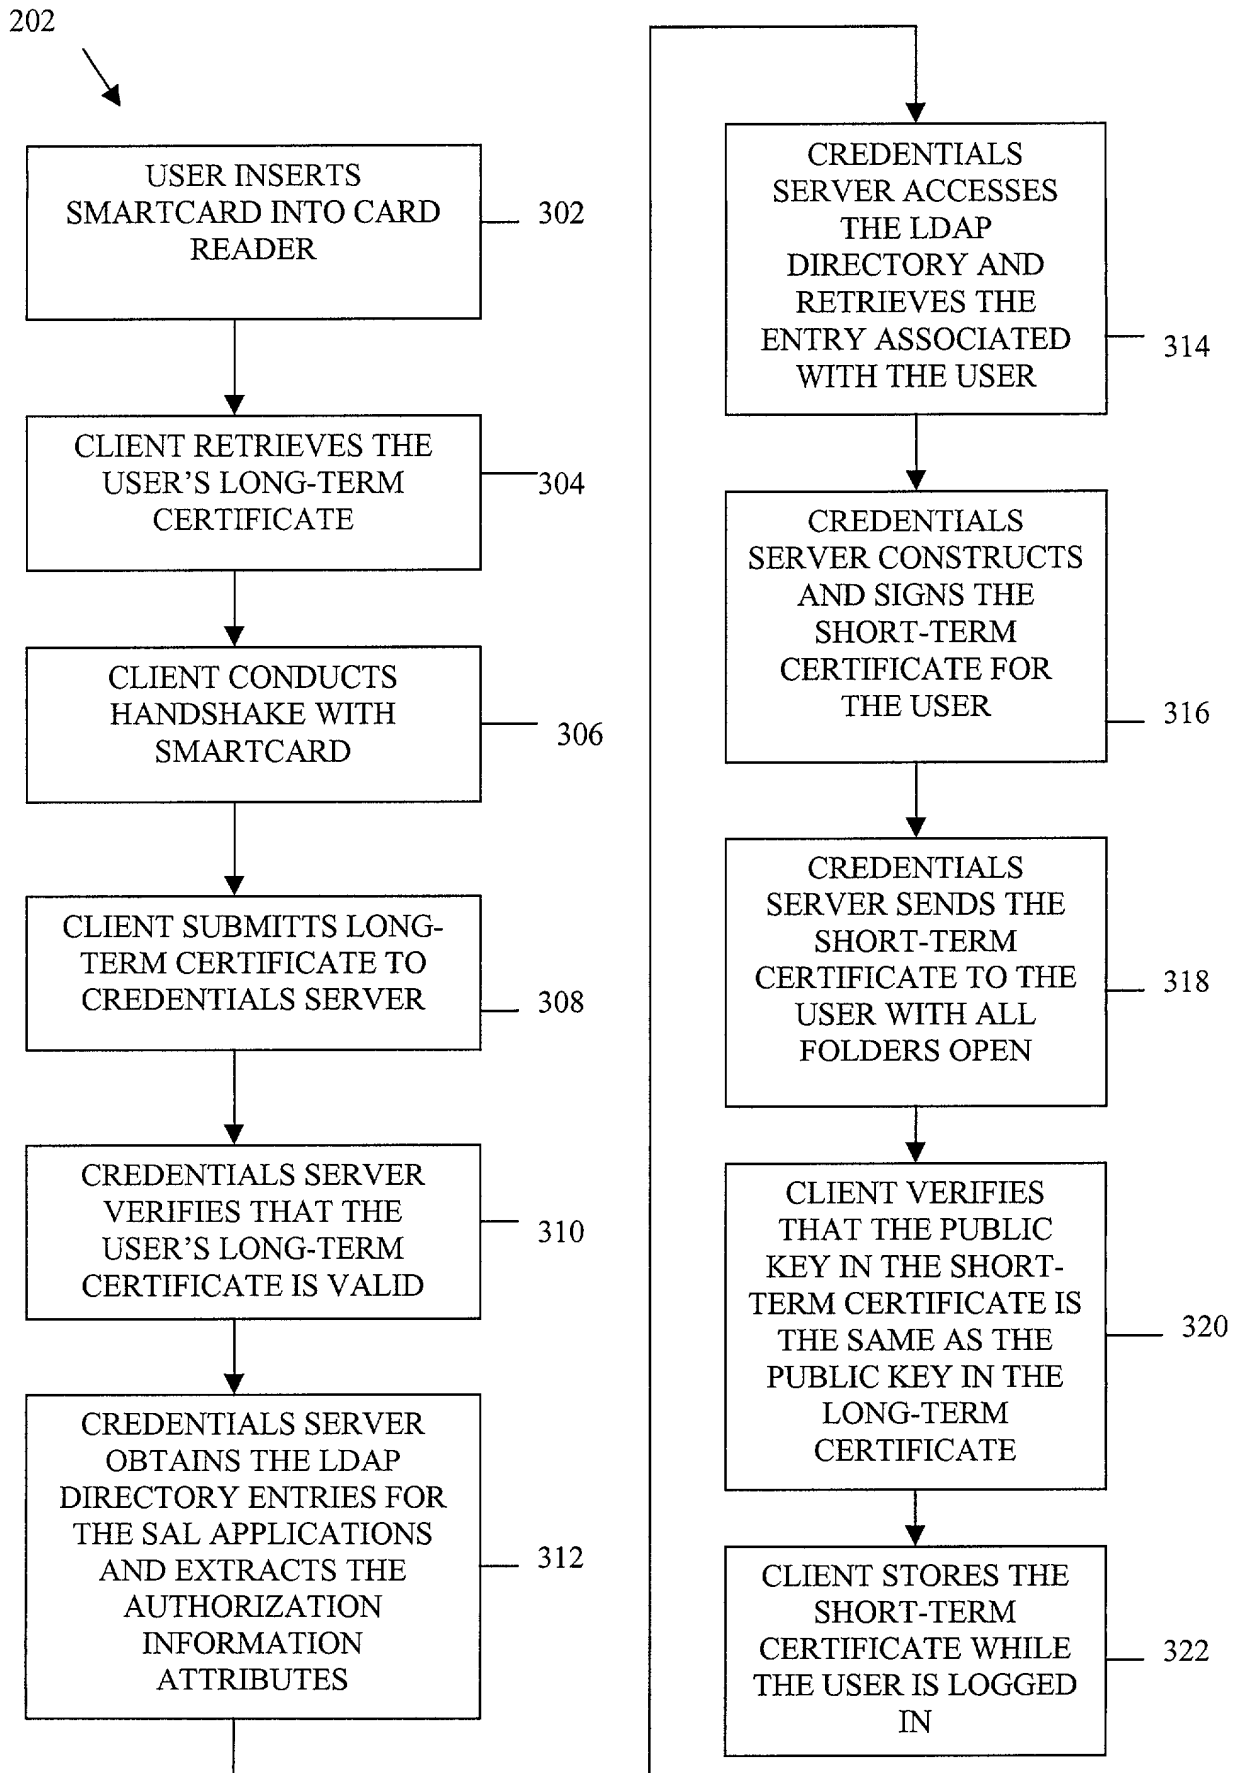 202
USER INSERTS
SMARTCARD INTO CARD
READER
302
CLIENT RETRIEVES THE
USER'S LONG-TERM
CERTIFICATE
304
CLIENT CONDUCTS
HANDSHAKE WITH
SMARTCARD
306
CLIENT SUBMITTS LONG-
TERM CERTIFICATE TO
CREDENTIALS SERVER
308
CREDENTIALS SERVER
VERIFIES THAT THE
USER'S LONG-TERM
CERTIFICATE IS VALID
310
CREDENTIALS SERVER
OBTAINS THE LDAP
DIRECTORY ENTRIES FOR
THE SAL APPLICATIONS
AND EXTRACTS THE
AUTHORIZATION
INFORMATION
ATTRIBUTES
312
CREDENTIALS
SERVER ACCESSES
THE LDAP
DIRECTORY AND
RETRIEVES THE
ENTRY ASSOCIATED
WITH THE USER
314
CREDENTIALS
SERVER CONSTRUCTS
AND SIGNS THE
SHORT-TERM
CERTIFICATE FOR
THE USER
316
CREDENTIALS
SERVER SENDS THE
SHORT-TERM
CERTIFICATE TO THE
USER WITH ALL
FOLDERS OPEN
318
CLIENT VERIFIES
THAT THE PUBLIC
KEY IN THE SHORT-
TERM CERTIFICATE IS
THE SAME AS THE
PUBLIC KEY IN THE
LONG-TERM
CERTIFICATE
320
CLIENT STORES THE
SHORT-TERM
CERTIFICATE WHILE
THE USER IS LOGGED
IN
322